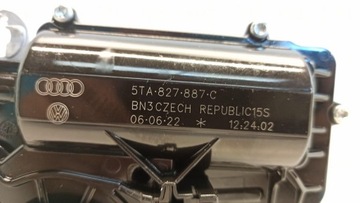 5TA·827·887·C
BN3CZECH REPUBLIC15S
06·06·22 * 12.24.02